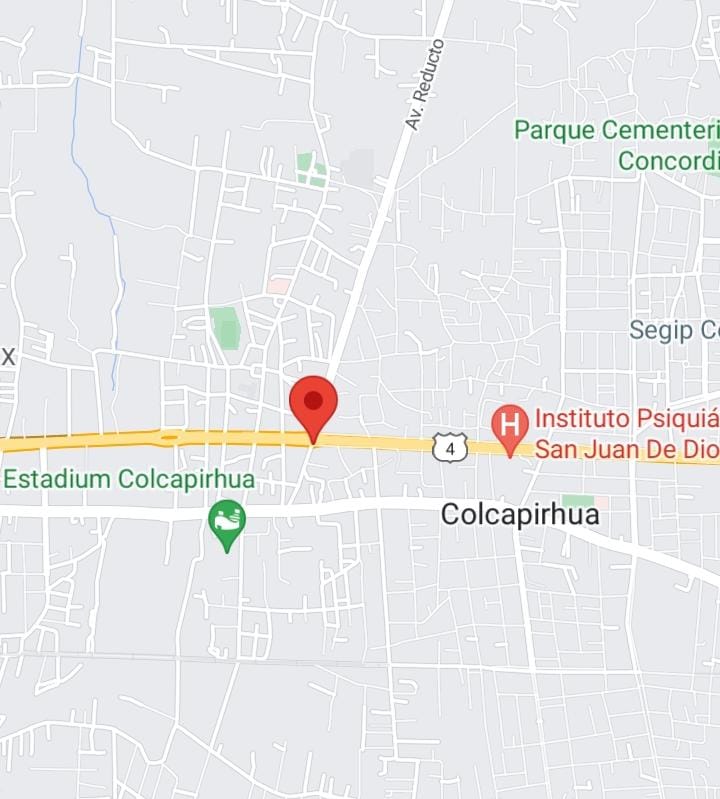 Av. Reducto
Parque Cementeri
Concordi
Segip Co
X
H
Instituto Psiquiá
San Juan De Dio
4
Estadium Colcapirhua
Colcapirhua